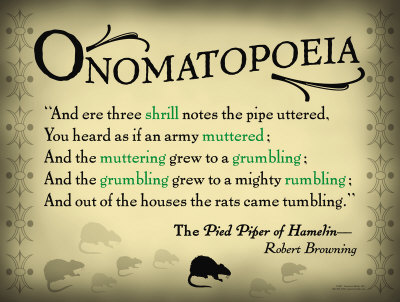 ONOMATOPOEIA
“And ere three shrill notes the pipe uttered,
You heard as if an army muttered;
And the muttering grew to a grumbling;
And the grumbling grew to a mighty rumbling;
And out of the houses the rats came tumbling.”
The Pied Piper of Hamelin—
Robert Browning